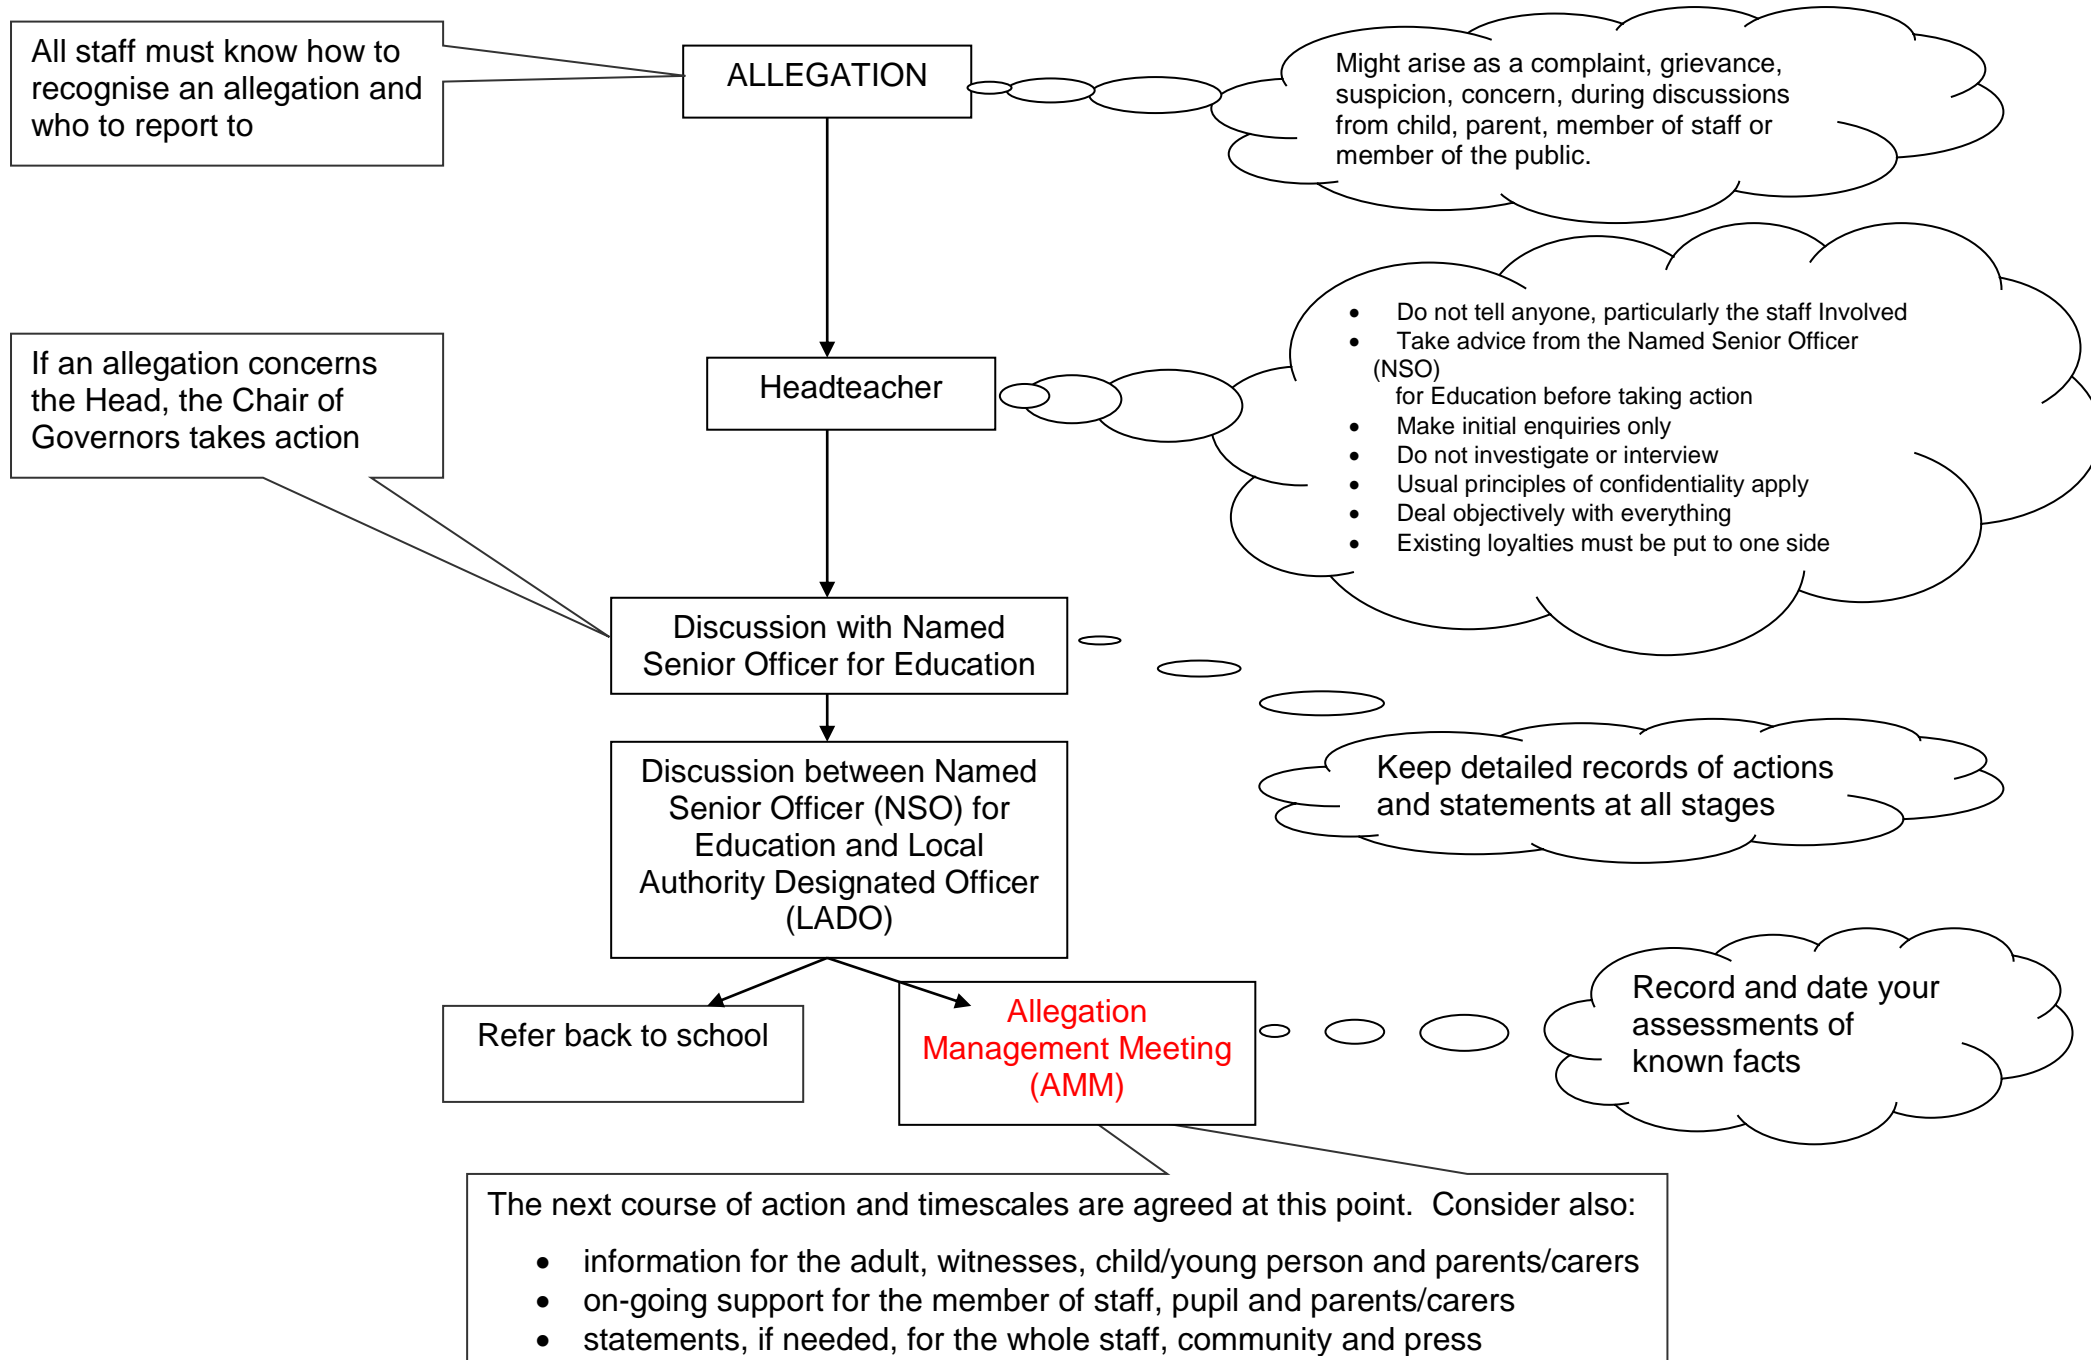 All staff must know how to
recognise an allegation and
who to report to
ALLEGATION
Might arise as a complaint, grievance,
suspicion, concern, during discussions
from child, parent, member of staff or
member of the public.
If an allegation concerns
the Head, the Chair of
Governors takes action
Headteacher
• Do not tell anyone, particularly the staff Involved
• Take advice from the Named Senior Officer
(NSO)
for Education before taking action
• Make initial enquiries only
• Do not investigate or interview
• Usual principles of confidentiality apply
• Deal objectively with everything
• Existing loyalties must be put to one side
Discussion with Named
Senior Officer for Education
Discussion between Named
Senior Officer (NSO) for
Education and Local
Authority Designated Officer
(LADO)
Keep detailed records of actions
and statements at all stages
Refer back to school
Allegation
Management Meeting
(AMM)
Record and date your
assessments of
known facts
The next course of action and timescales are agreed at this point.  Consider also:
• information for the adult, witnesses, child/young person and parents/carers
• on-going support for the member of staff, pupil and parents/carers
• statements, if needed, for the whole staff, community and press